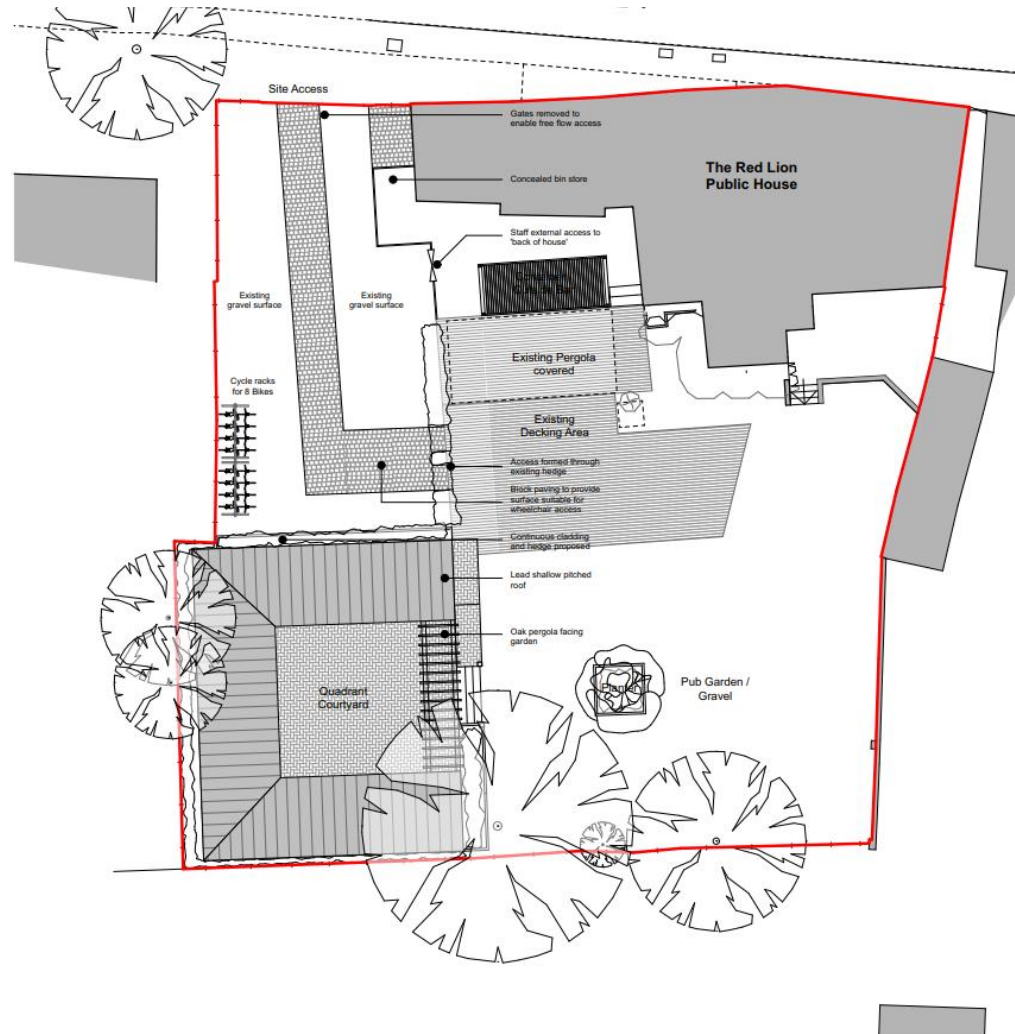 Site Access
Gates removed to
enable free flow access
The Red Lion
Public House
Concealed bin store
Staff external access to
'back of house'
Existing
gravel surface
Existing
gravel surface
Existing Pergola
covered
Cycle racks
for 8 Bikes
Existing
Decking Area
Access formed through
existing hedge
Block paving to provide
surface suitable for
wheelchair access
Continuous cladding
and hedge proposed
Lead shallow pitched
roof
Oak pergola facing
garden
Quadrant
Courtyard
Planter
Pub Garden /
Gravel